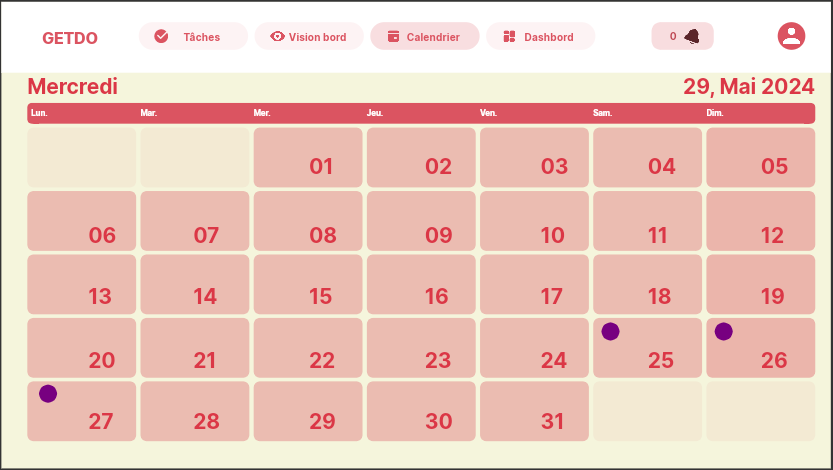 GETDO Tâches Vision bord Calendrier Dashbord 0
Mercredi 29, Mai 2024
Lun. Mar. Mer. Jeu. Ven. Sam. Dim.
01 02 03 04 05
06 07 08 09 10 11 12
13 14 15 16 17 18 19
20 21 22 23 24 25 26
27 28 29 30 31